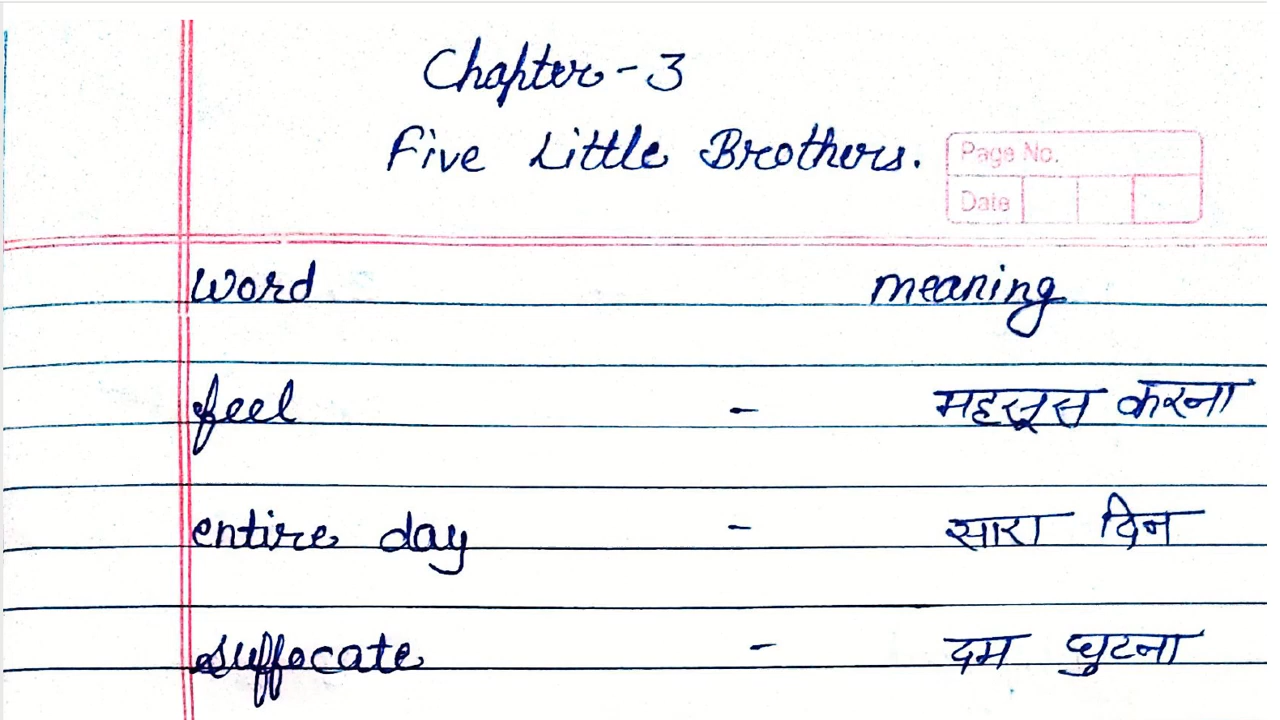 Chapter-3
Five Little Brothers.
Page No.
Date
word meaning
feel - महसूस करना
entire day - सारा दिन
suffocate - दम घुटना